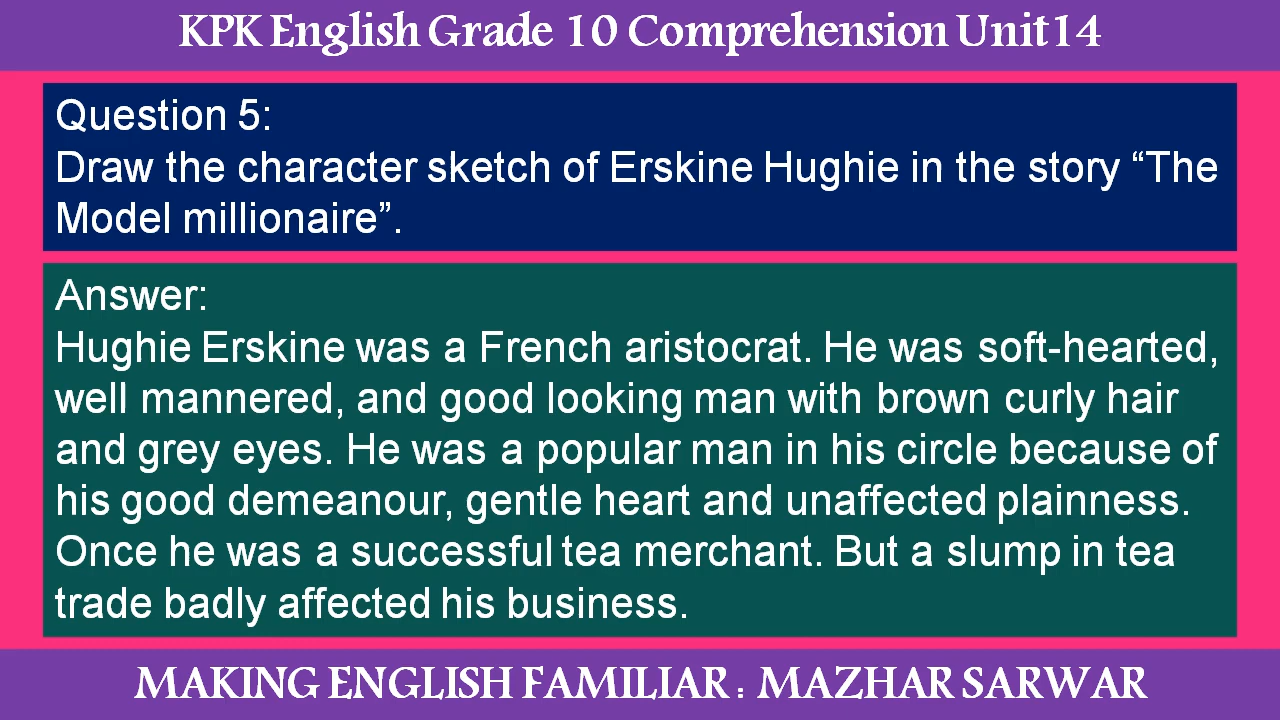 KPK English Grade 10 Comprehension Unit14
Question 5:
Draw the character sketch of Erskine Hughie in the story “The
Model millionaire”.
Answer:
Hughie Erskine was a French aristocrat. He was soft-hearted,
well mannered, and good looking man with brown curly hair
and grey eyes. He was a popular man in his circle because of
his good demeanour, gentle heart and unaffected plainness.
Once he was a successful tea merchant. But a slump in tea
trade badly affected his business.
MAKING ENGLISH FAMILIAR : MAZHAR SARWAR